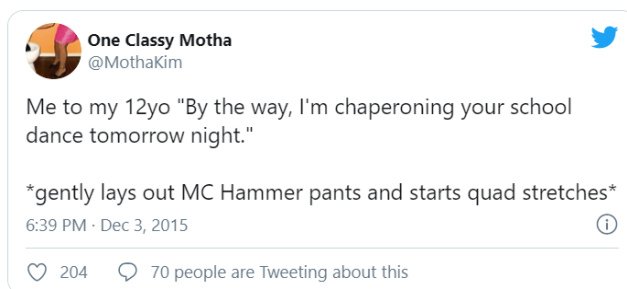 One Classy Motha
@MothaKim
Me to my 12yo "By the way, I'm chaperoning your school
dance tomorrow night."
*gently lays out MC Hammer pants and starts quad stretches*
6:39 PM · Dec 3, 2015
204 70 people are Tweeting about this